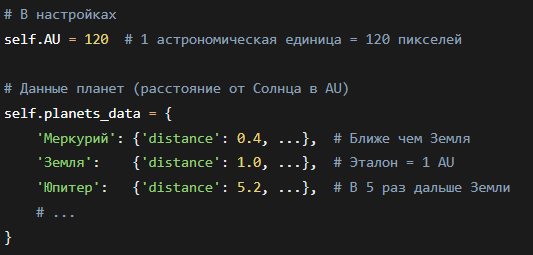 # В настройках
self.AU = 120  # 1 астрономическая единица = 120 пикселей
# Данные планет (расстояние от Солнца в AU)
self.planets_data = {
    'Меркурий': {'distance': 0.4, ...},  # Ближе чем Земля
    'Земля':    {'distance': 1.0, ...},  # Эталон = 1 AU
    'Юпитер':   {'distance': 5.2, ...},  # В 5 раз дальше Земли
    # ...
}